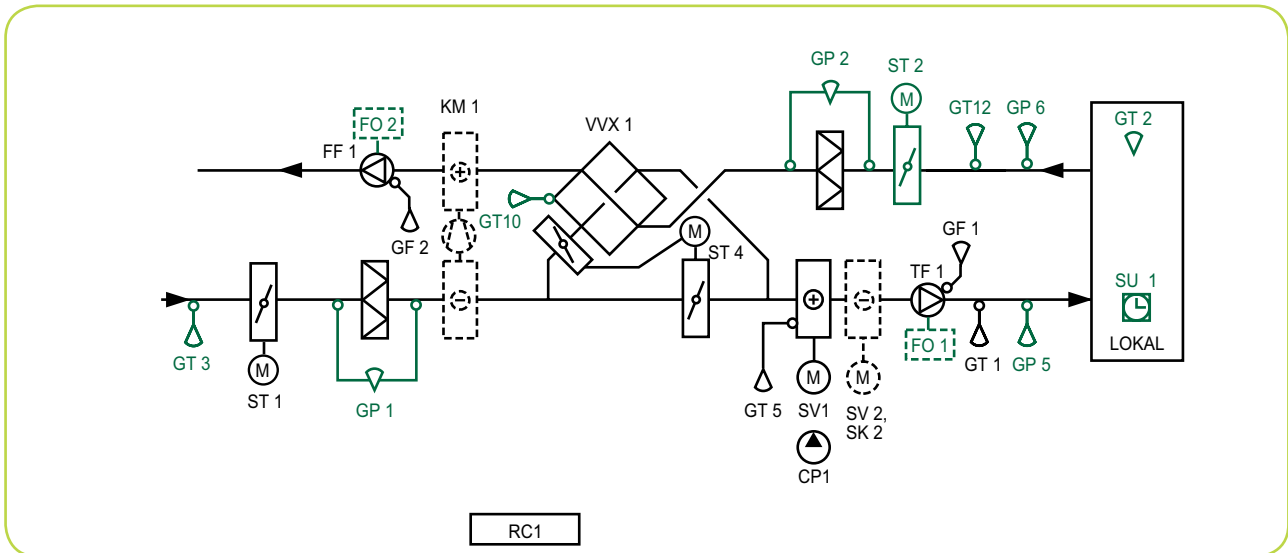 GP 2
ST 2
M
KM 1
VVX 1
GT12
GP 6
GT 2
FO 2
FF 1
GT10
GF 2
M
ST 4
GF 1
TF 1
SU 1
LOKAL
GT 3
M
ST 1
GP 1
FO 1
GT 1
GP 5
GT 5
M
SV1
M
SV 2,
SK 2
CP1
RC1